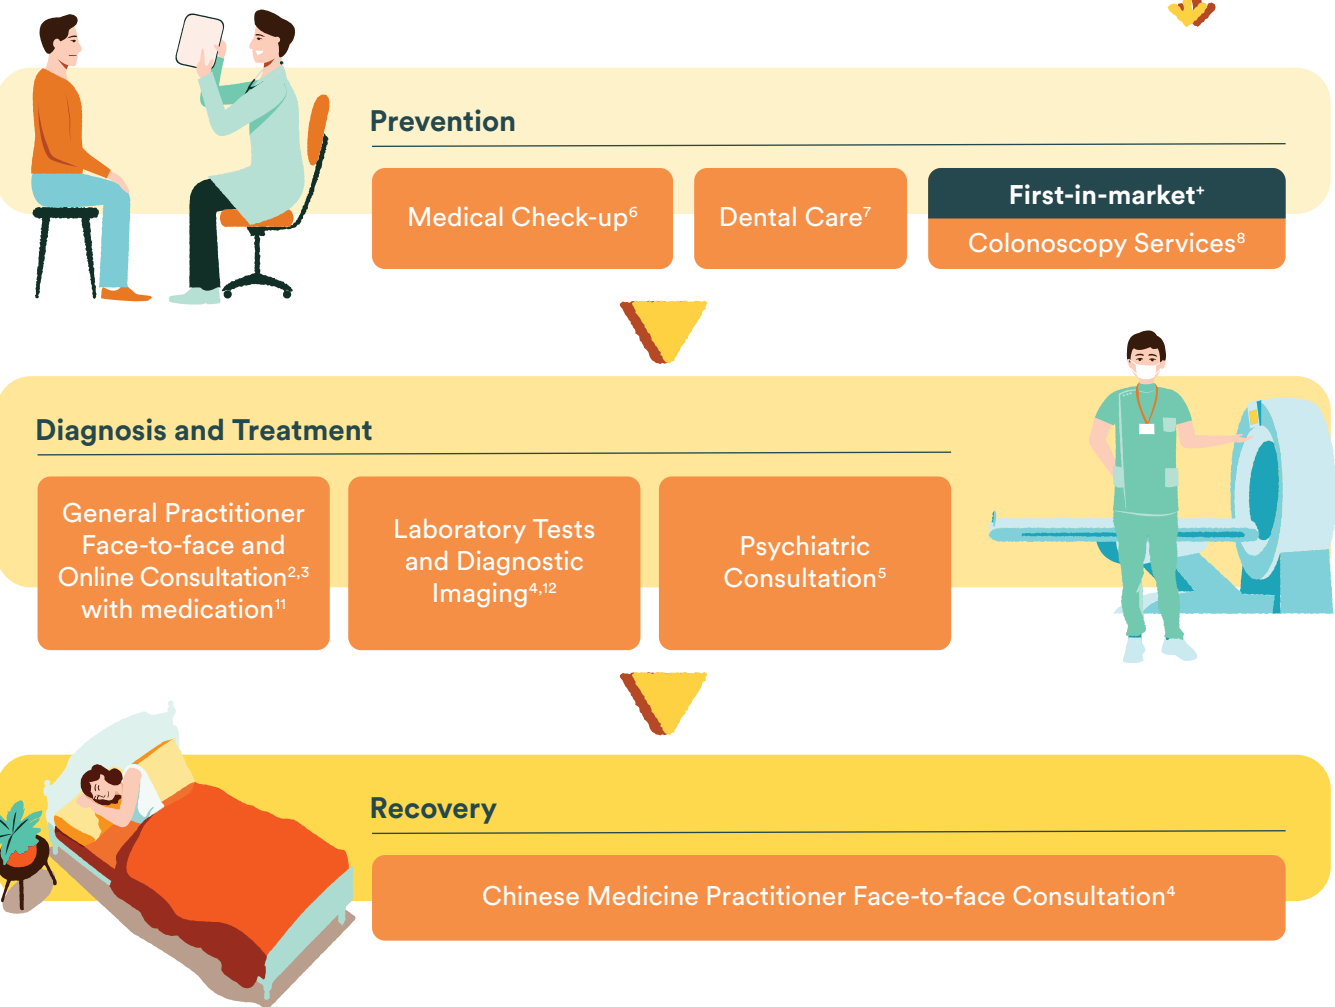 Prevention
Medical Check-up⁶
Dental Care⁷
First-in-market⁺
Colonoscopy Services⁸
Diagnosis and Treatment
General Practitioner
Face-to-face and
Online Consultation²,³
with medication¹¹
Laboratory Tests
and Diagnostic
Imaging⁴,¹²
Psychiatric
Consultation⁵
Recovery
Chinese Medicine Practitioner Face-to-face Consultation⁴